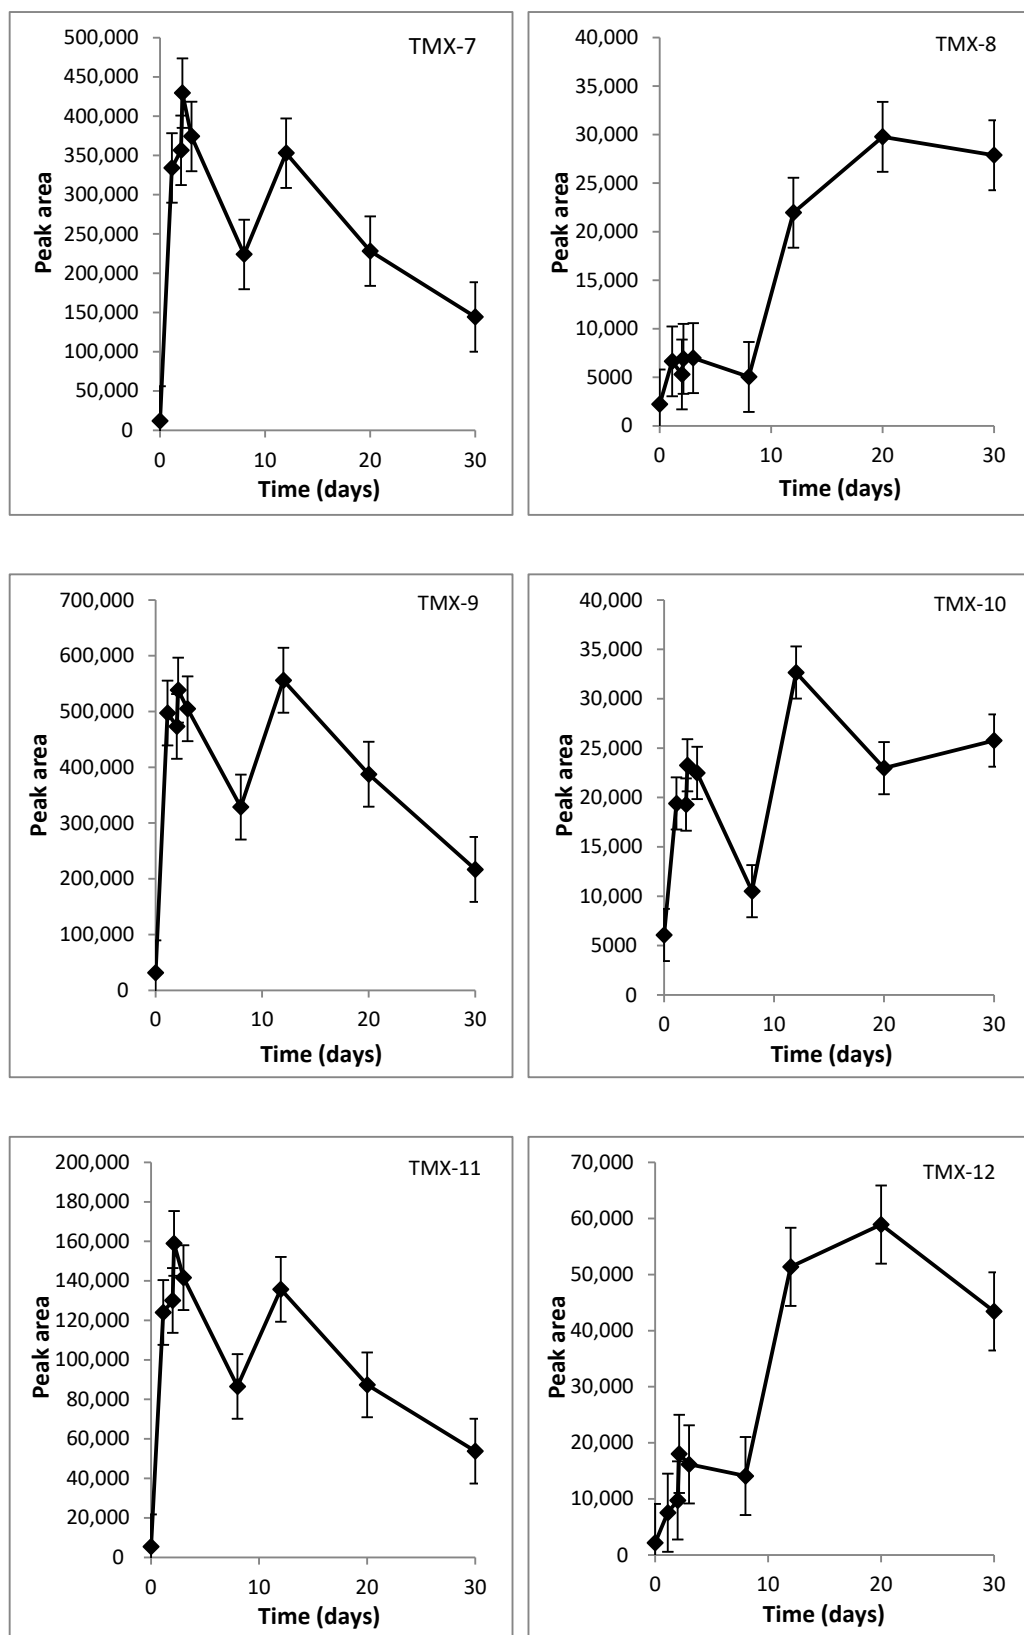 TMX-7
500,000
450,000
400,000
350,000
300,000
250,000
200,000
150,000
100,000
50,000
0
Peak area
0 10 20 30
Time (days)
TMX-8
40,000
35,000
30,000
25,000
20,000
15,000
10,000
5000
0
Peak area
0 10 20 30
Time (days)
TMX-9
700,000
600,000
500,000
400,000
300,000
200,000
100,000
0
Peak area
0 10 20 30
Time (days)
TMX-10
40,000
35,000
30,000
25,000
20,000
15,000
10,000
5000
0
Peak area
0 10 20 30
Time (days)
TMX-11
200,000
180,000
160,000
140,000
120,000
100,000
80,000
60,000
40,000
20,000
0
Peak area
0 10 20 30
Time (days)
TMX-12
70,000
60,000
50,000
40,000
30,000
20,000
10,000
0
Peak area
0 10 20 30
Time (days)